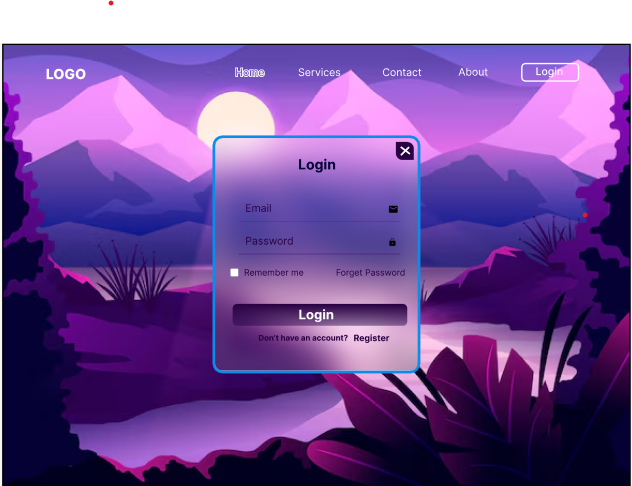 LOGO Home Services Contact About Login
Login
Email
Password
Remember me Forget Password
Login
Don't have an account? Register